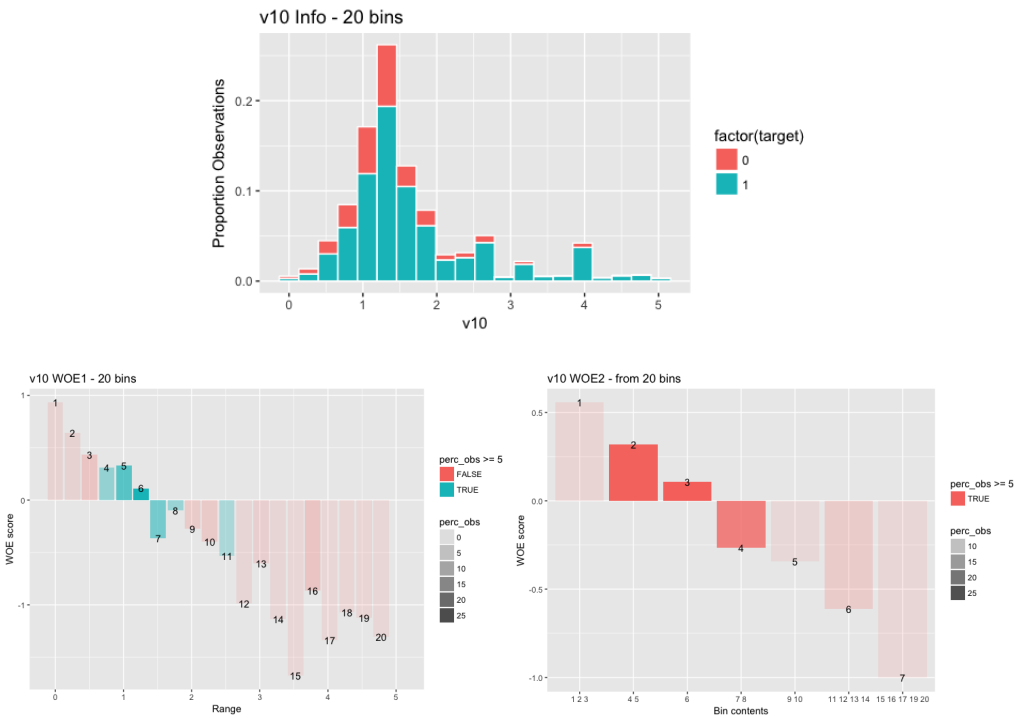 v10 Info - 20 bins
Proportion Observations
0.2
0.1
0.0
0 1 2 3 4 5
v10
factor(target)
0
1
v10 WOE1 - 20 bins
WOE score
1
0
-1
1
2
3
4
5
6
7
8
9
10
11
12
13
14
15
16
17
18
19
20
0 1 2 3 4 5
Range
perc_obs >= 5
FALSE
TRUE
perc_obs
0
5
10
15
20
25
v10 WOE2 - from 20 bins
WOE score
0.5
0.0
-0.5
-1.0
1
2
3
4
5
6
7
1 2 3 4 5 6 7 8 9 10 11 12 13 14 15 16 17 19 20
Bin contents
perc_obs >= 5
TRUE
perc_obs
10
15
20
25